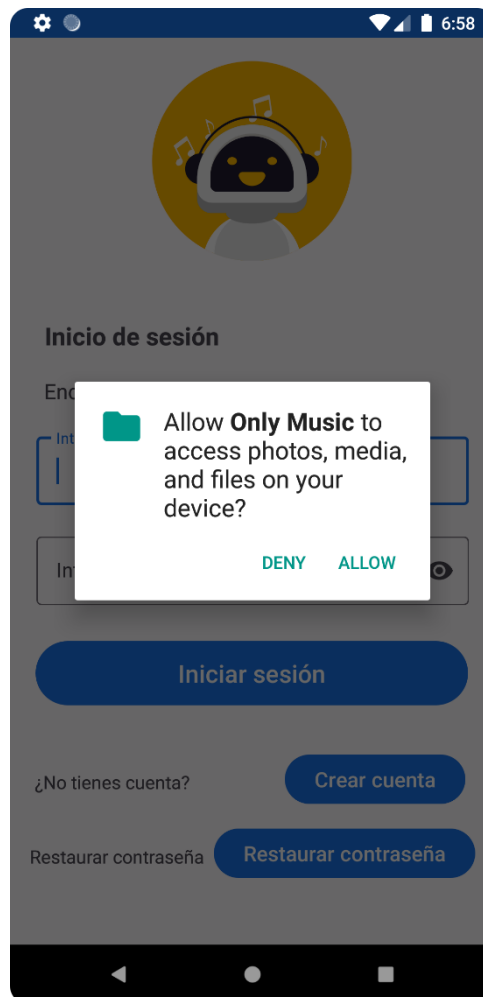 6:58
Inicio de sesión
Allow Only Music to
access photos, media,
and files on your
device?
DENY ALLOW
Iniciar sesión
¿No tienes cuenta? Crear cuenta
Restaurar contraseña Restaurar contraseña